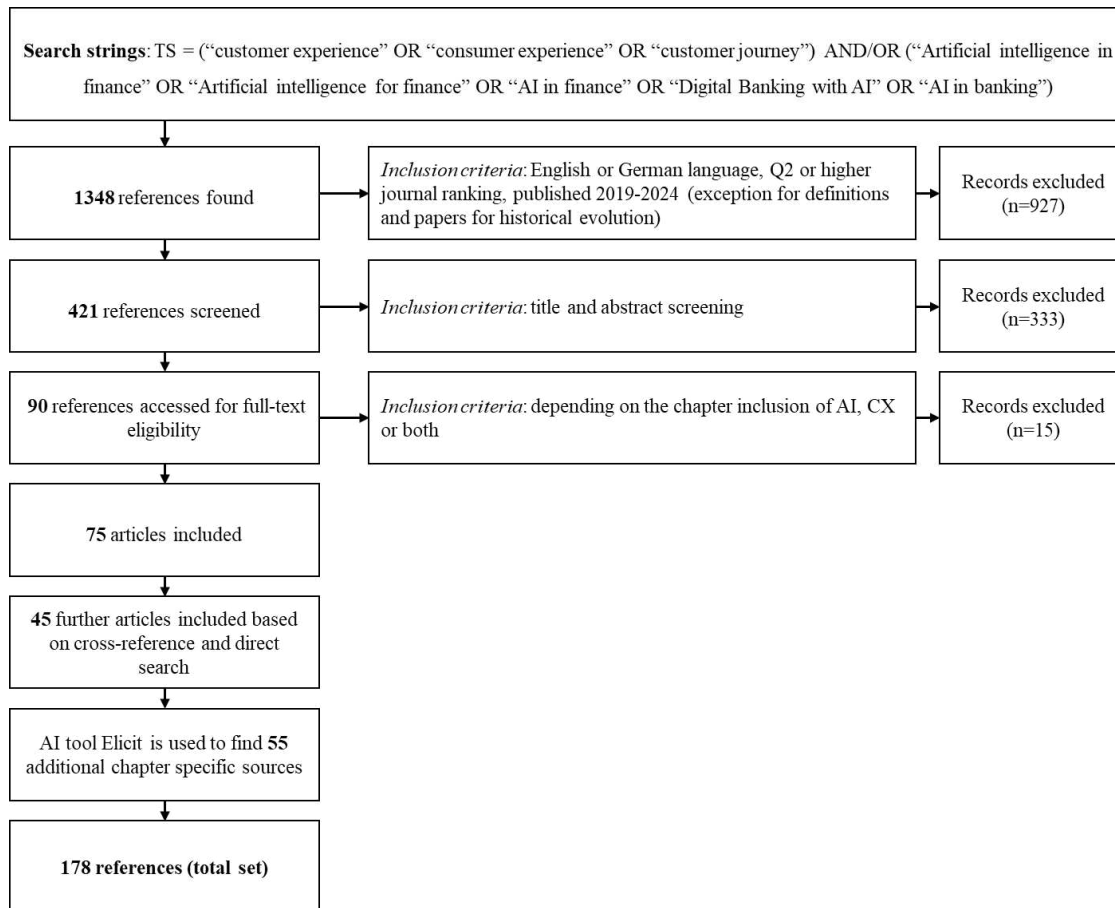 Search strings: TS = (“customer experience” OR “consumer experience” OR “customer journey”) AND/OR (“Artificial intelligence in
finance” OR “Artificial intelligence for finance” OR “AI in finance” OR “Digital Banking with AI” OR “AI in banking”)
1348 references found
Inclusion criteria: English or German language, Q2 or higher
journal ranking, published 2019-2024 (exception for definitions
and papers for historical evolution)
Records excluded
(n=927)
421 references screened
Inclusion criteria: title and abstract screening
Records excluded
(n=333)
90 references accessed for full-text
eligibility
Inclusion criteria: depending on the chapter inclusion of AI, CX
or both
Records excluded
(n=15)
75 articles included
45 further articles included based
on cross-reference and direct
search
AI tool Elicit is used to find 55
additional chapter specific sources
178 references (total set)